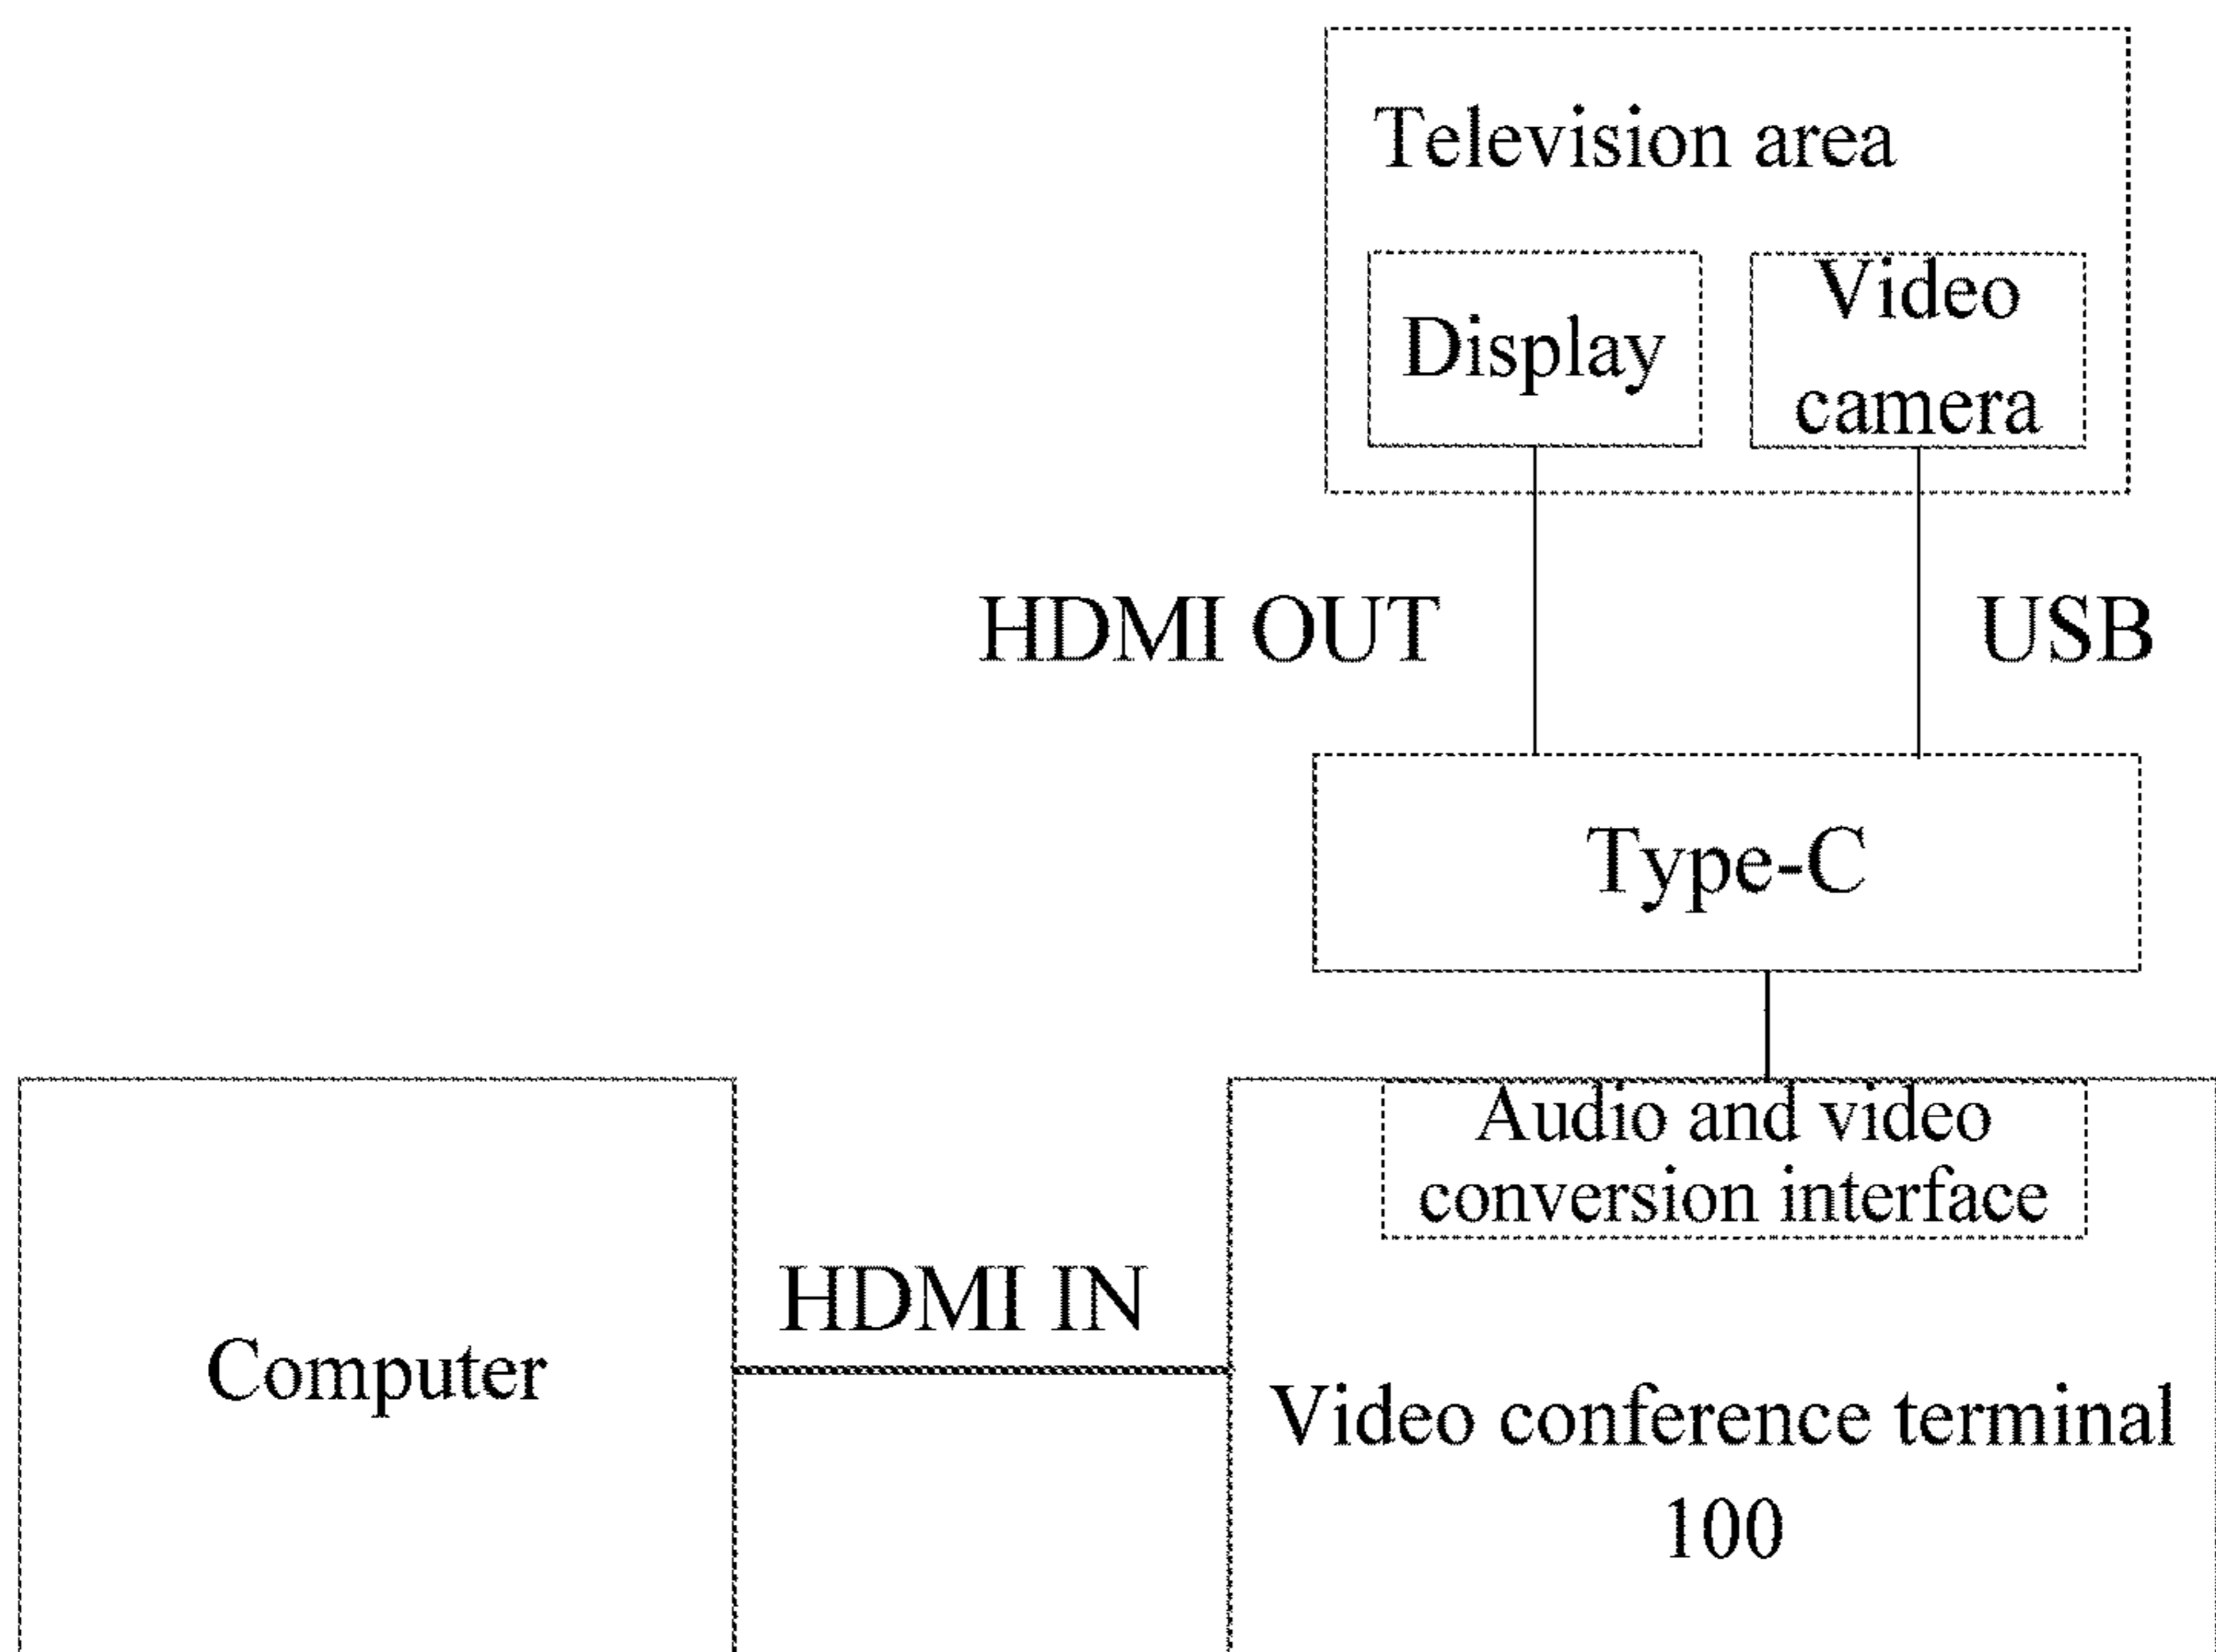 Television area
Display
Video
camera
HDMI OUT
USB
Type-C
Audio and video
conversion interface
HDMI IN
Computer
Video conference terminal
100